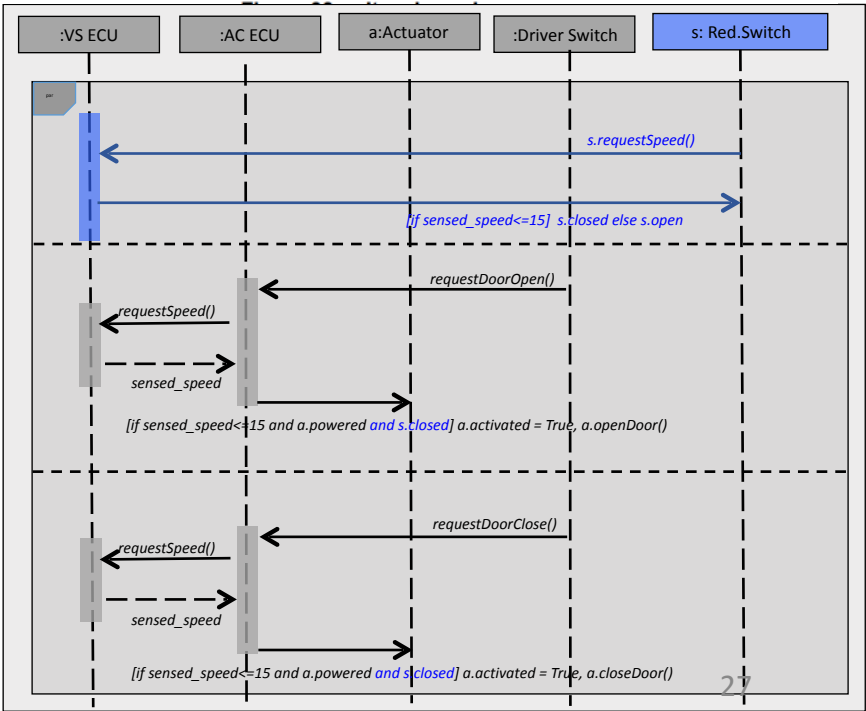 :VS ECU
:AC ECU
a:Actuator
:Driver Switch
s: Red.Switch
par
s.requestSpeed()
[if sensed_speed<=15] s.closed else s.open
requestDoorOpen()
requestSpeed()
sensed_speed
[if sensed_speed<=15 and a.powered and s.closed] a.activated = True, a.openDoor()
requestDoorClose()
requestSpeed()
sensed_speed
[if sensed_speed<=15 and a.powered and s.closed] a.activated = True, a.closeDoor()
27